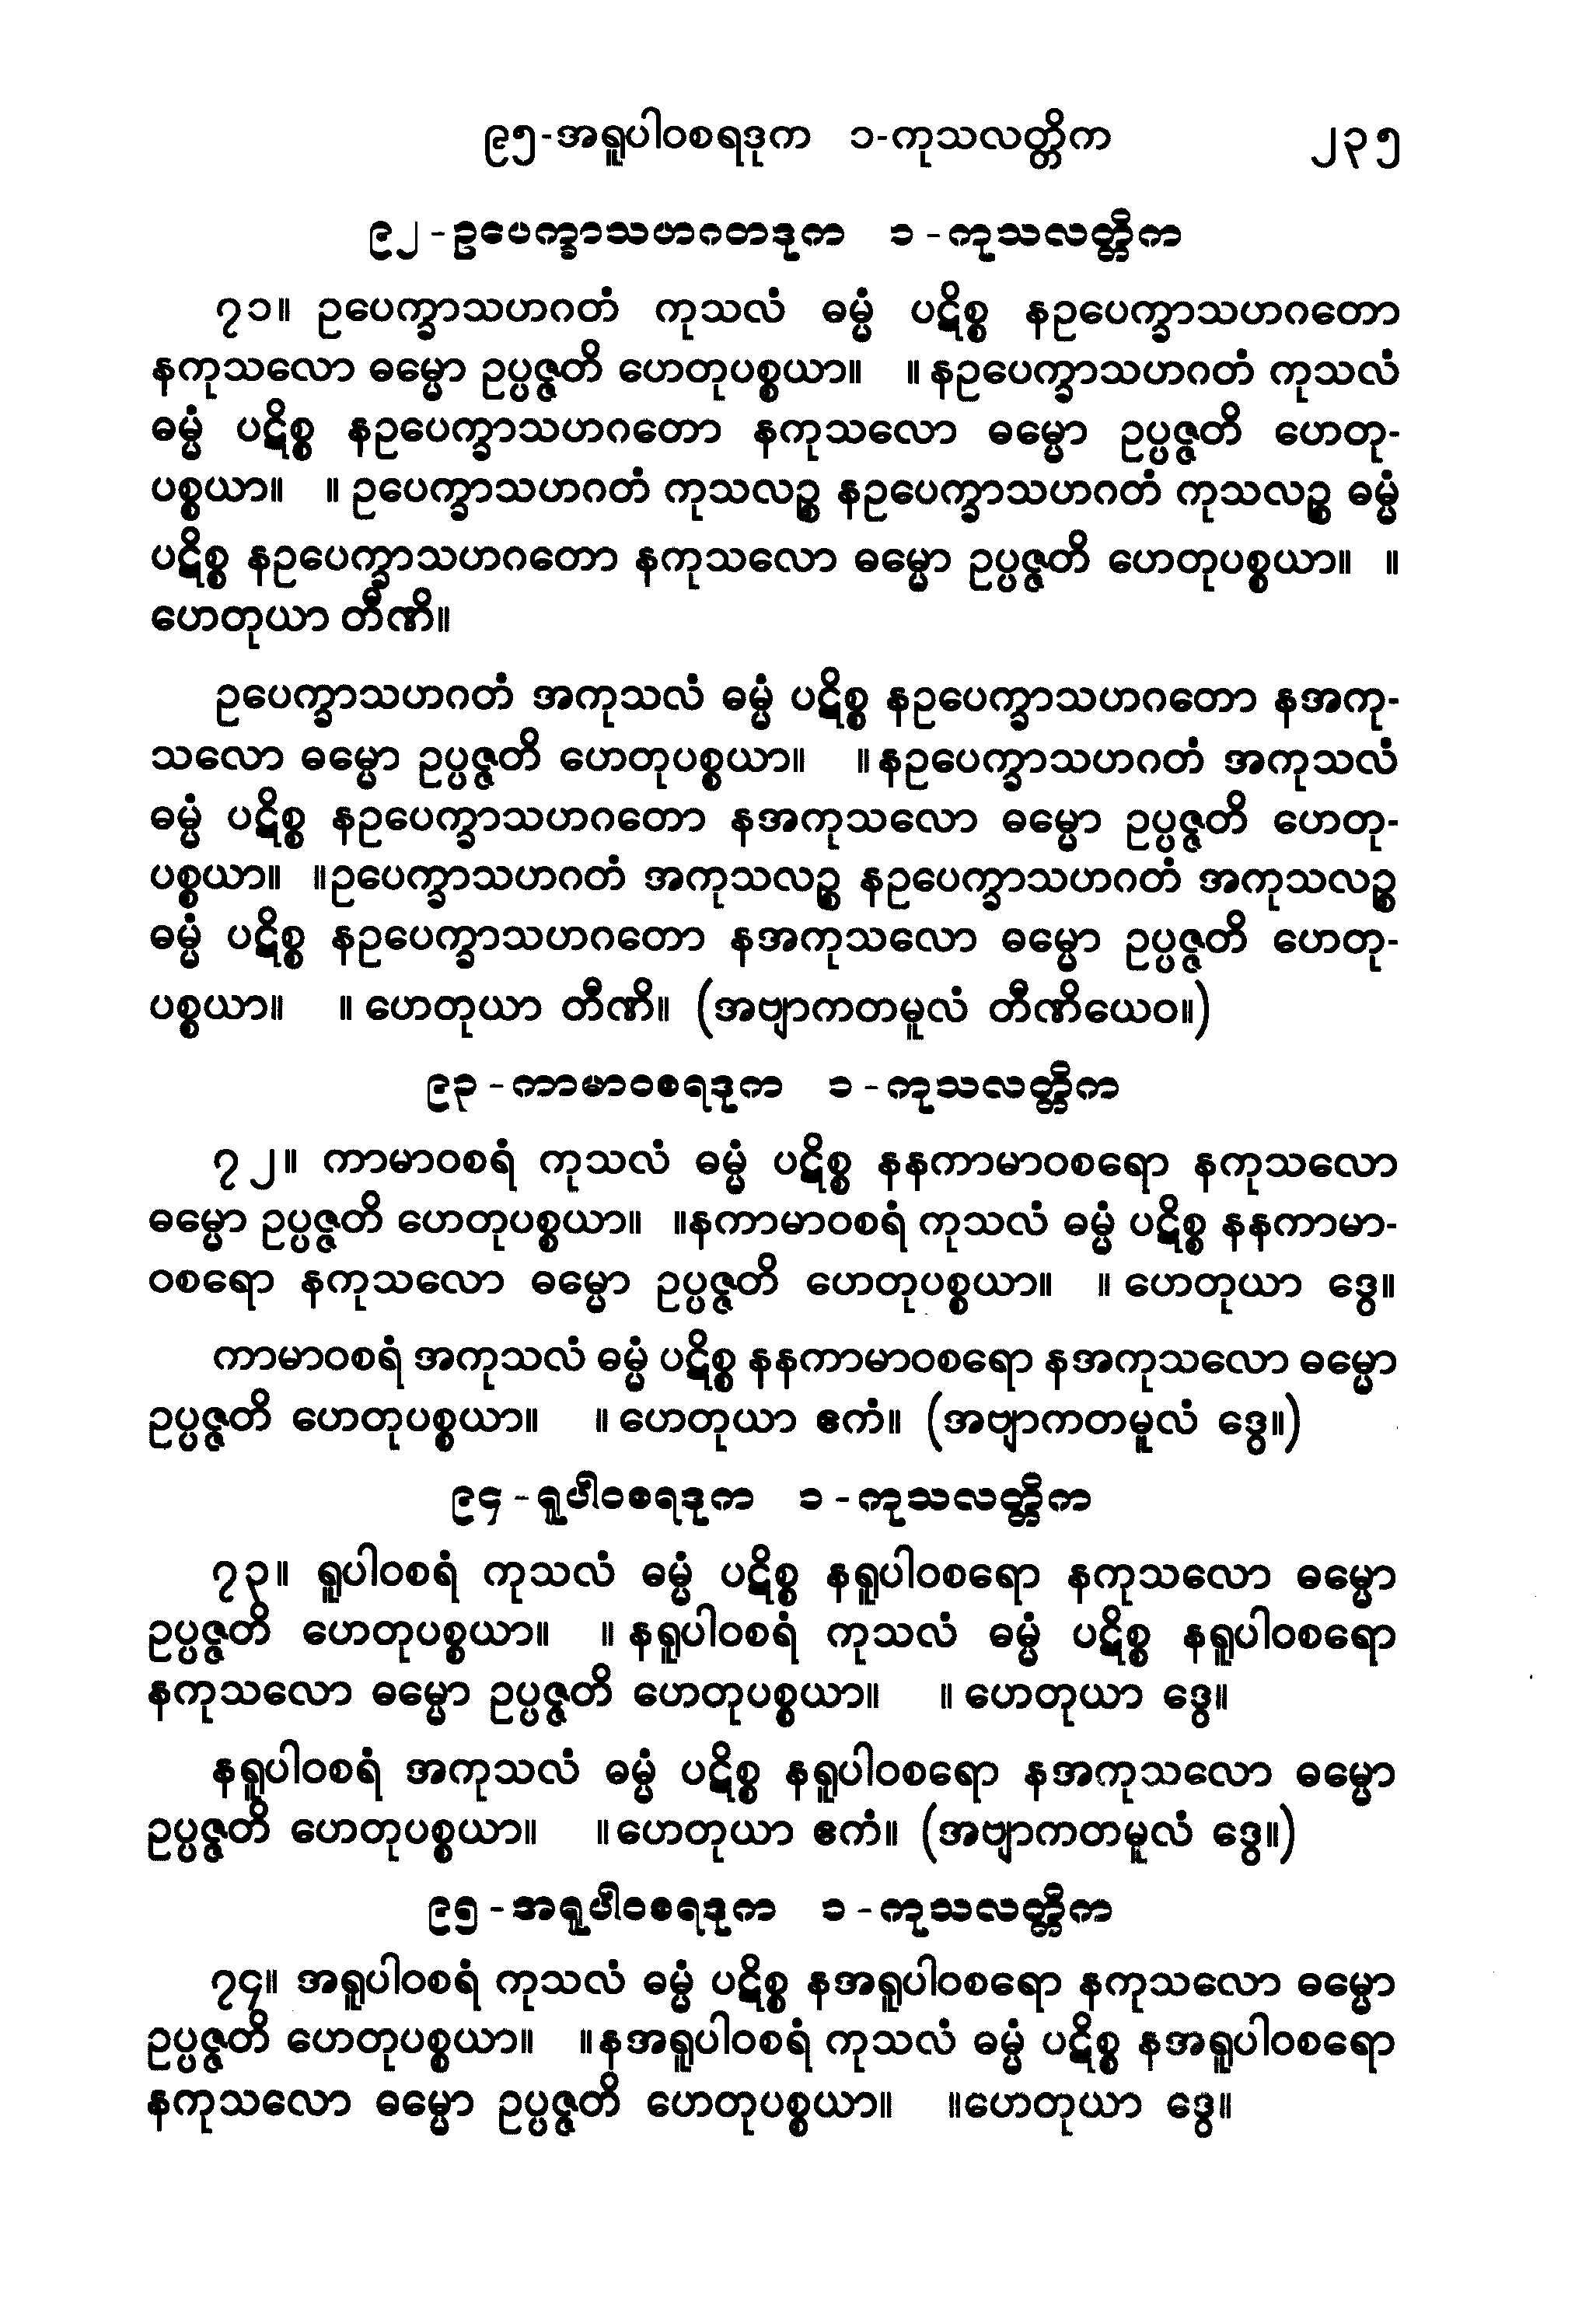 ၉၅-အရူပါဝစရဒုက ၁-ကုသလတ္တိက ၂၃၅
၉၂-ဥပေက္ခာသဟဂတဒုက ၁-ကုသလတ္တိက
၇၁။ ဥပေက္ခာသဟဂတံ ကုသလံ ဓမ္မံ ပဋိစ္စ နဥပေက္ခာသဟဂတော
နကုသလော ဓမ္မော ဥပ္ပဇ္ဇတိ ဟေတုပစ္စယာ။ ။ နဥပေက္ခာသဟဂတံ ကုသလံ
ဓမ္မံ ပဋိစ္စ နဥပေက္ခာသဟဂတော နကုသလော ဓမ္မော ဥပ္ပဇ္ဇတိ ဟေတု-
ပစ္စယာ။ ။ ဥပေက္ခာသဟဂတံ ကုသလဉ္စ နဥပေက္ခာသဟဂတံ ကုသလဉ္စ ဓမ္မံ
ပဋိစ္စ နဥပေက္ခာသဟဂတော နကုသလော ဓမ္မော ဥပ္ပဇ္ဇတိ ဟေတုပစ္စယာ။ ။
ဟေတုယာ တီဏိ။
ဥပေက္ခာသဟဂတံ အကုသလံ ဓမ္မံ ပဋိစ္စ နဥပေက္ခာသဟဂတော နအကု-
သလော ဓမ္မော ဥပ္ပဇ္ဇတိ ဟေတုပစ္စယာ။ ။ နဥပေက္ခာသဟဂတံ အကုသလံ
ဓမ္မံ ပဋိစ္စ နဥပေက္ခာသဟဂတော နအကုသလော ဓမ္မော ဥပ္ပဇ္ဇတိ ဟေတု-
ပစ္စယာ။ ။ဥပေက္ခာသဟဂတံ အကုသလဉ္စ နဥပေက္ခာသဟဂတံ အကုသလဉ္စ
ဓမ္မံ ပဋိစ္စ နဥပေက္ခာသဟဂတော နအကုသလော ဓမ္မော ဥပ္ပဇ္ဇတိ ဟေတု-
ပစ္စယာ။ ။ ဟေတုယာ တီဏိ။ (အဗျာကတမူလံ တီဏိယေဝ။)
၉၃-ကာမာဝစရဒုက ၁-ကုသလတ္တိက
၇၂။ ကာမာဝစရံ ကုသလံ ဓမ္မံ ပဋိစ္စ နနကာမာဝစရော နကုသလော
ဓမ္မော ဥပ္ပဇ္ဇတိ ဟေတုပစ္စယာ။ ။နကာမာဝစရံ ကုသလံ ဓမ္မံ ပဋိစ္စ နနကာမာ-
ဝစရော နကုသလော ဓမ္မော ဥပ္ပဇ္ဇတိ ဟေတုပစ္စယာ။ ။ ဟေတုယာ ဒွေ။
ကာမာဝစရံ အကုသလံ ဓမ္မံ ပဋိစ္စ နနကာမာဝစရော နအကုသလော ဓမ္မော
ဥပ္ပဇ္ဇတိ ဟေတုပစ္စယာ။ ။ ဟေတုယာ ဧကံ။ (အဗျာကတမူလံ ဒွေ။)
၉၄-ရူပါဝစရဒုက ၁-ကုသလတ္တိက
၇၃။ ရူပါဝစရံ ကုသလံ ဓမ္မံ ပဋိစ္စ နရူပါဝစရော နကုသလော ဓမ္မော
ဥပ္ပဇ္ဇတိ ဟေတုပစ္စယာ။ ။ နရူပါဝစရံ ကုသလံ ဓမ္မံ ပဋိစ္စ နရူပါဝစရော
နကုသလော ဓမ္မော ဥပ္ပဇ္ဇတိ ဟေတုပစ္စယာ။ ။ ဟေတုယာ ဒွေ။
နရူပါဝစရံ အကုသလံ ဓမ္မံ ပဋိစ္စ နရူပါဝစရော နအကုသလော ဓမ္မော
ဥပ္ပဇ္ဇတိ ဟေတုပစ္စယာ။ ။ဟေတုယာ ဧကံ။ (အဗျာကတမူလံ ဒွေ။)
၉၅-အရူပါဝစရဒုက ၁-ကုသလတ္တိက
၇၄။ အရူပါဝစရံ ကုသလံ ဓမ္မံ ပဋိစ္စ နအရူပါဝစရော နကုသလော ဓမ္မော
ဥပ္ပဇ္ဇတိ ဟေတုပစ္စယာ။ ။နအရူပါဝစရံ ကုသလံ ဓမ္မံ ပဋိစ္စ နအရူပါဝစရော
နကုသလော ဓမ္မော ဥပ္ပဇ္ဇတိ ဟေတုပစ္စယာ။ ။ဟေတုယာ ဒွေ။